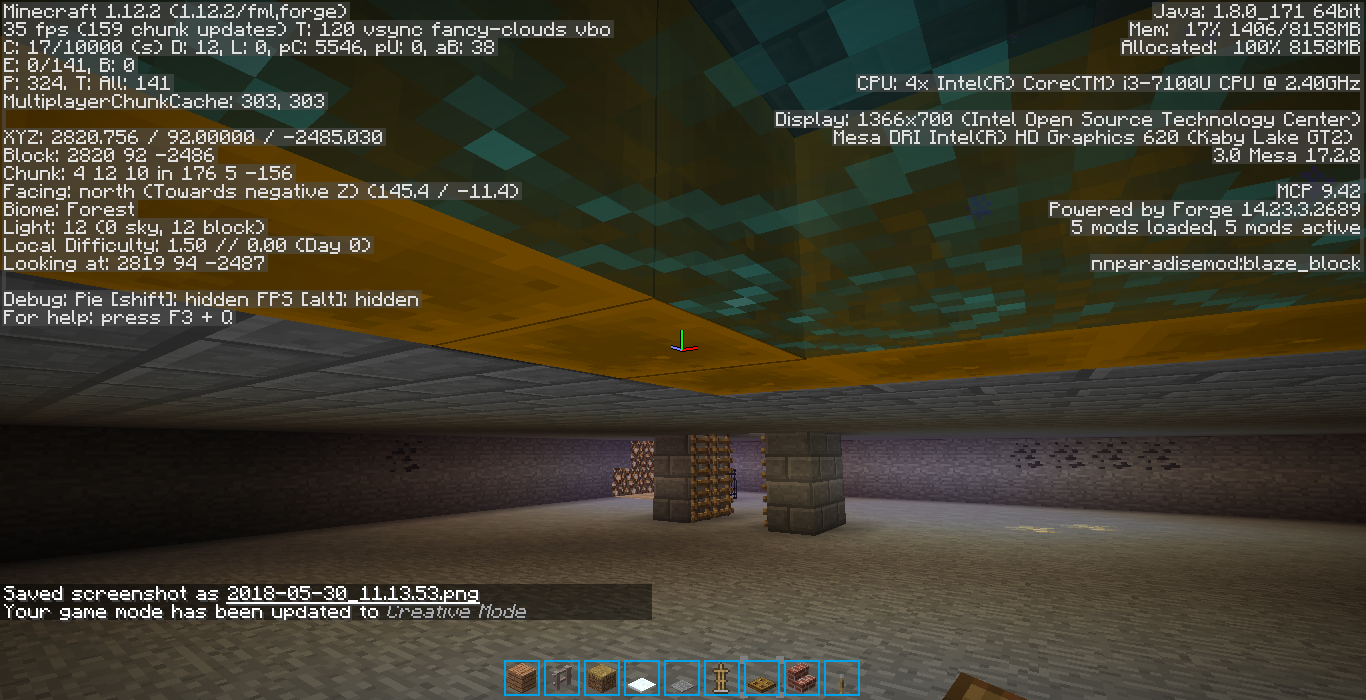 Minecraft 1.12.2 (1.12.2/fml,forge)
35 fps (159 chunk updates) T: 120 vsync fancy-clouds vbo
C: 17/10000 (s) D: 12, L: 0, pC: 5546, pU: 0, aB: 38
E: 0/141, B: 0
P: 324. T: All: 141
MultiplayerChunkCache: 303, 303
XYZ: 2820.756 / 92.00000 / -2485.030
Block: 2820 92 -2486
Chunk: 4 12 10 in 176 5 -156
Facing: north (Towards negative Z) (145.4 / -11.4)
Biome: Forest
Light: 12 (0 sky, 12 block)
Local Difficulty: 1.50 // 0.00 (Day 0)
Looking at: 2819 94 -2487
Debug: Pie [shift]: hidden FPS [alt]: hidden
For help: press F3 + Q
Java: 1.8.0_171 64bit
Mem: 17% 1406/8158MB
Allocated: 100% 8158MB
CPU: 4x Intel(R) Core(TM) i3-7100U CPU @ 2.40GHz
Display: 1366x700 (Intel Open Source Technology Center)
Mesa DRI Intel(R) HD Graphics 620 (Kaby Lake GT2)
3.0 Mesa 17.2.8
MCP 9.42
Powered by Forge 14.23.3.2689
5 mods loaded, 5 mods active
nnparadisemod:blaze_block
Saved screenshot as 2018-05-30_11.13.53.png
Your game mode has been updated to Creative Mode